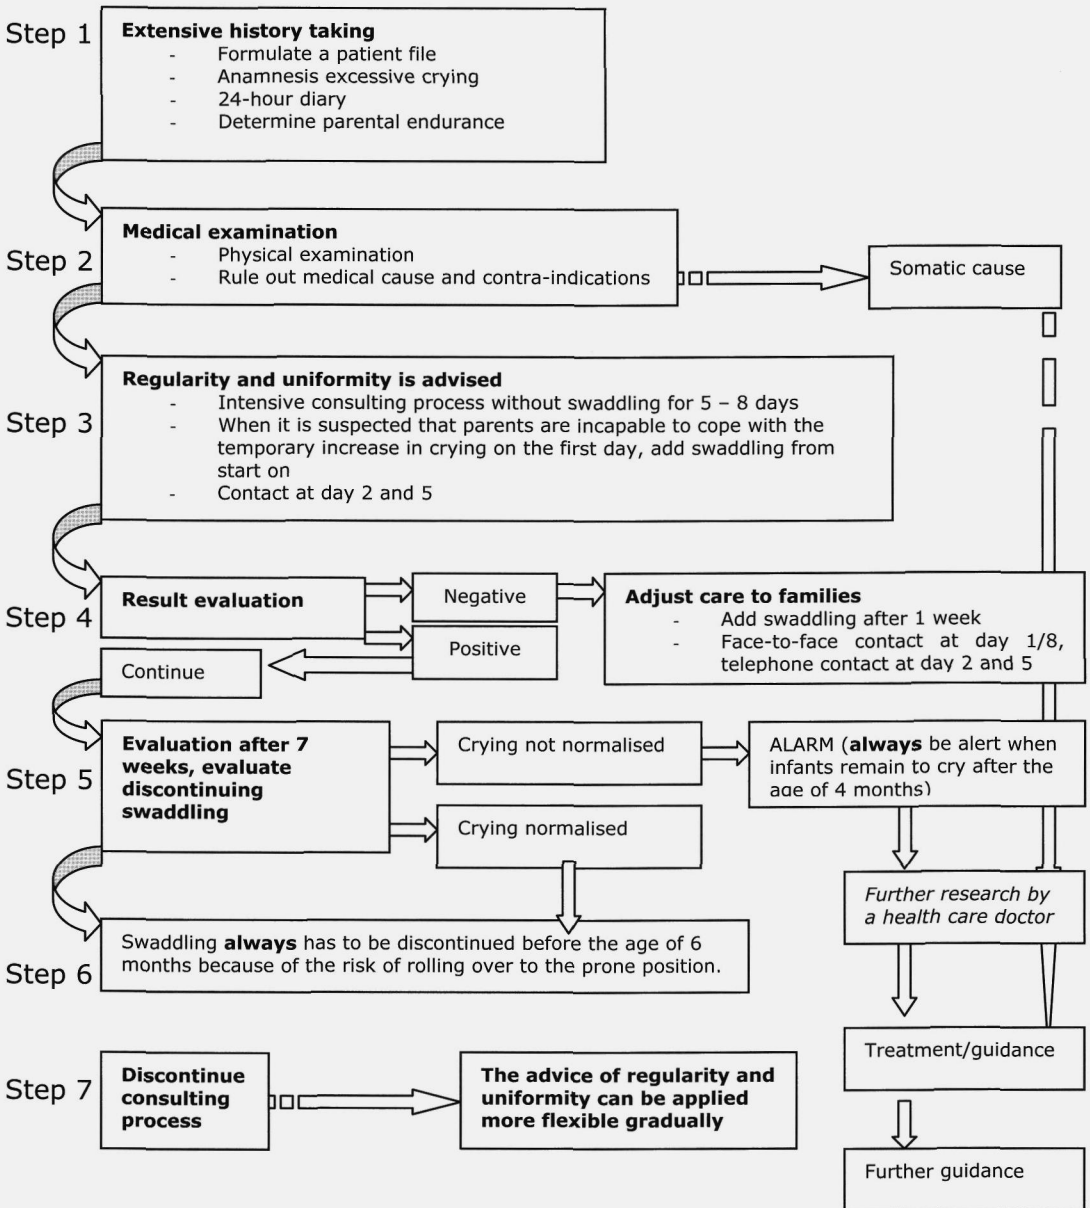 Step 1
Extensive history taking
- Formulate a patient file
- Anamnesis excessive crying
- 24-hour diary
- Determine parental endurance
Step 2
Medical examination
- Physical examination
- Rule out medical cause and contra-indications
Somatic cause
Step 3
Regularity and uniformity is advised
- Intensive consulting process without swaddling for 5 – 8 days
- When it is suspected that parents are incapable to cope with the
temporary increase in crying on the first day, add swaddling from
start on
- Contact at day 2 and 5
Step 4
Result evaluation
Negative
Positive
Continue
Adjust care to families
- Add swaddling after 1 week
- Face-to-face contact at day 1/8,
telephone contact at day 2 and 5
Step 5
Evaluation after 7
weeks, evaluate
discontinuing
swaddling
Crying not normalised
Crying normalised
ALARM (always be alert when
infants remain to cry after the
age of 4 months)
Further research by
a health care doctor
Step 6
Swaddling always has to be discontinued before the age of 6
months because of the risk of rolling over to the prone position.
Treatment/guidance
Step 7
Discontinue
consulting
process
The advice of regularity and
uniformity can be applied
more flexible gradually
Further guidance